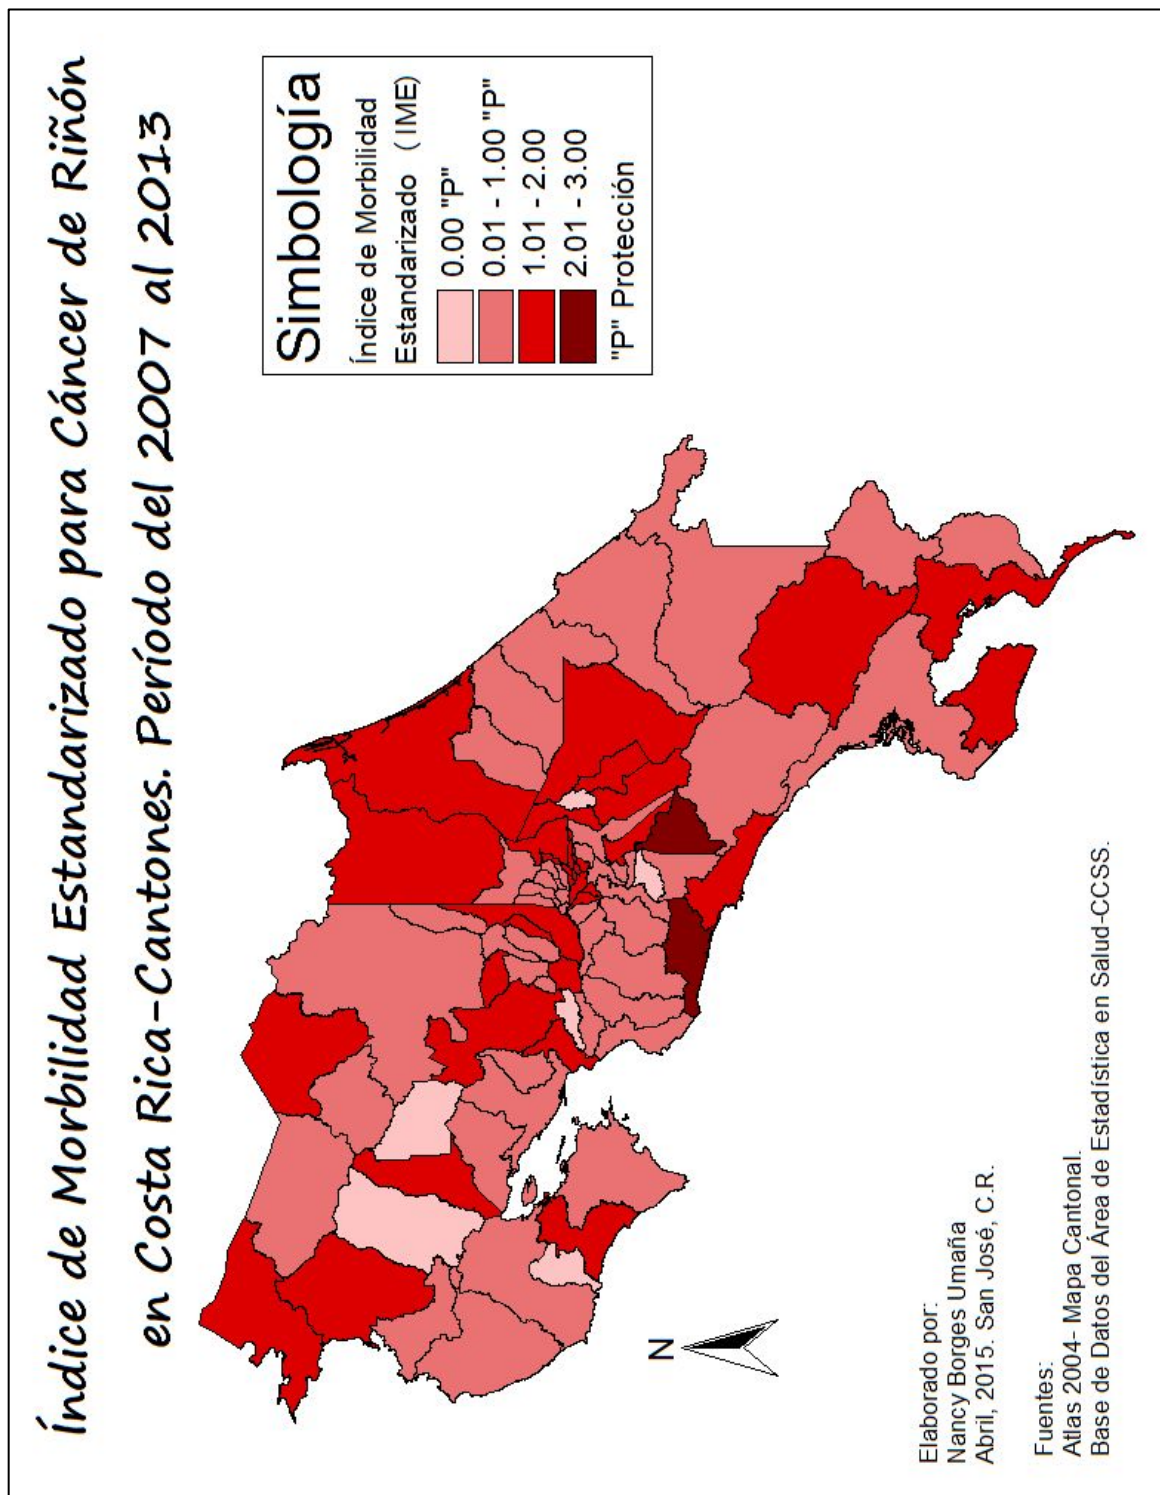 Índice de Morbilidad Estandarizado para Cáncer de Riñón
en Costa Rica-Cantones. Período del 2007 al 2013
Simbología
Índice de Morbilidad
Estandarizado (IME)
0.00 "P"
0.01 - 1.00 "P"
1.01 - 2.00
2.01 - 3.00
"P" Protección
N
Elaborado por:
Nancy Borges Umaña
Abril, 2015. San José, C.R.
Fuentes:
Atlas 2004- Mapa Cantonal.
Base de Datos del Área de Estadística en Salud-CCSS.